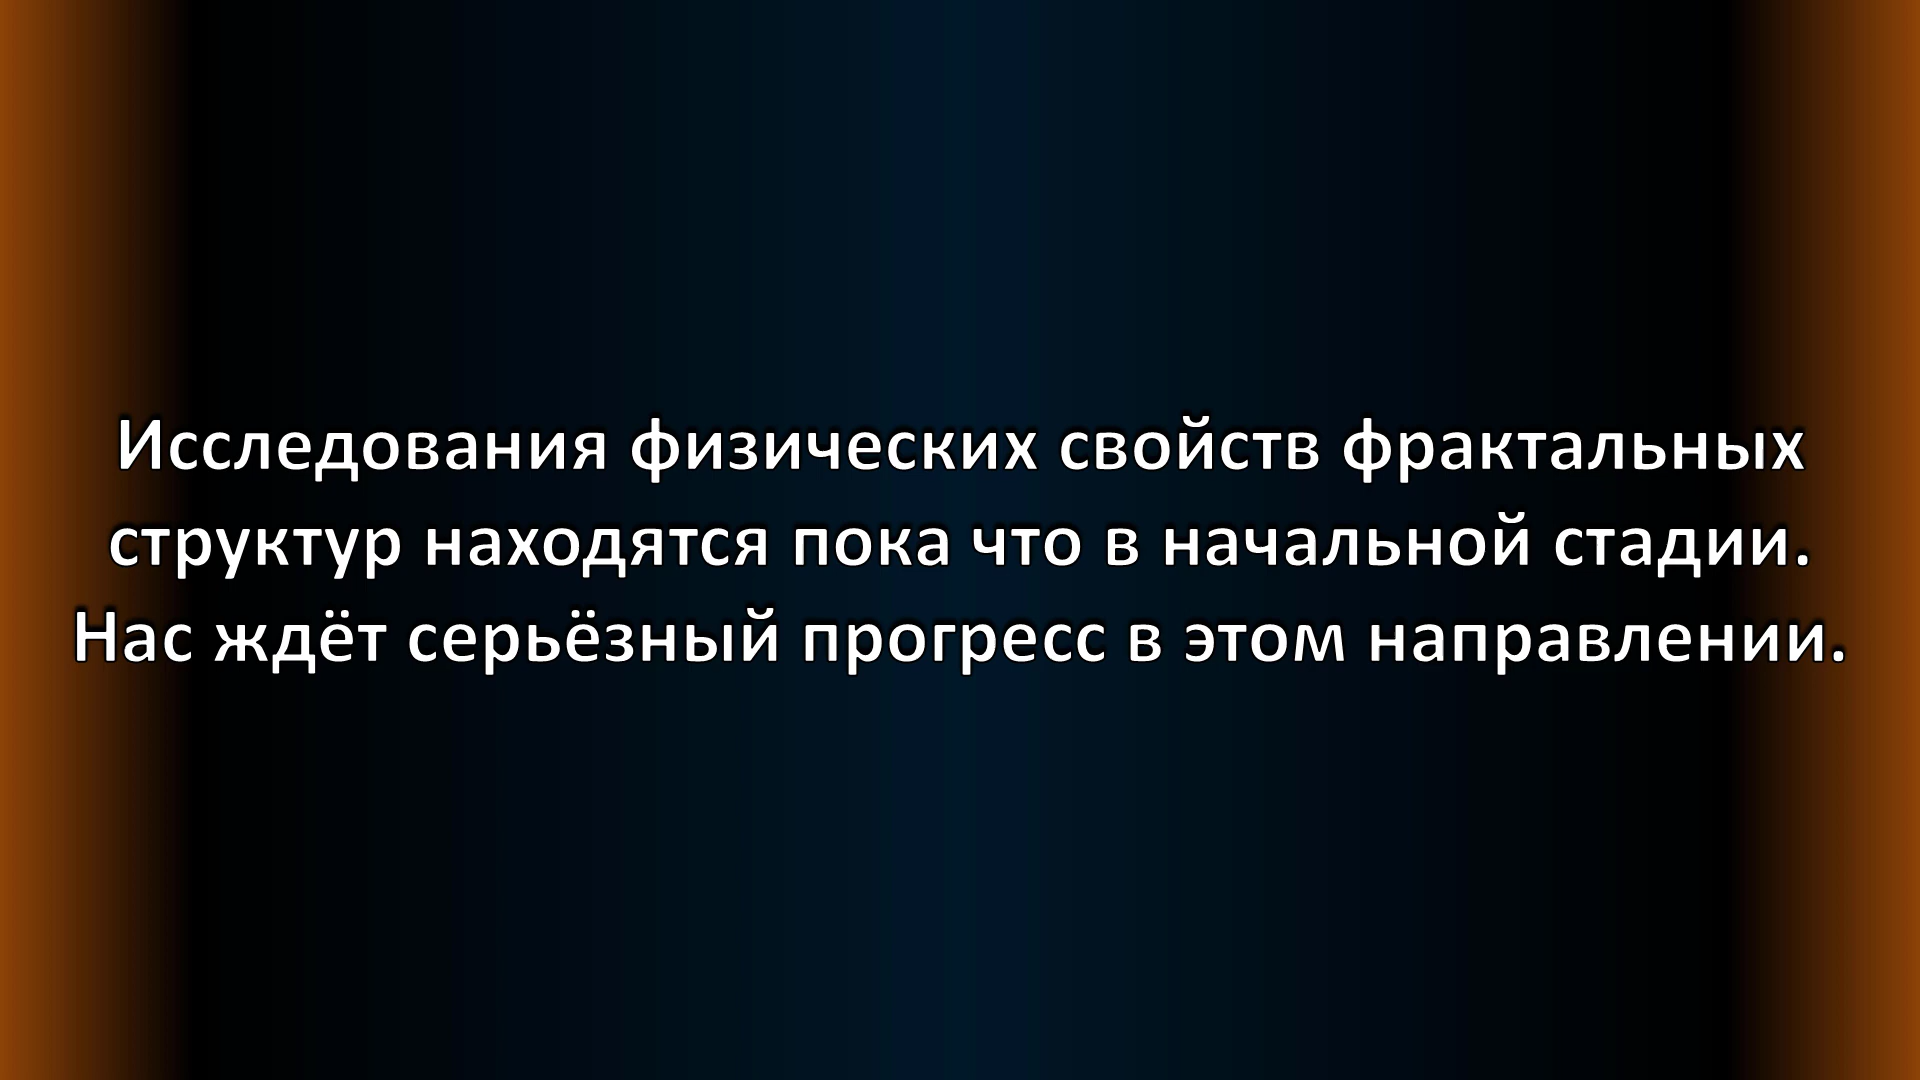 Исследования физических свойств фрактальных
структур находятся пока что в начальной стадии.
Нас ждёт серьёзный прогресс в этом направлении.